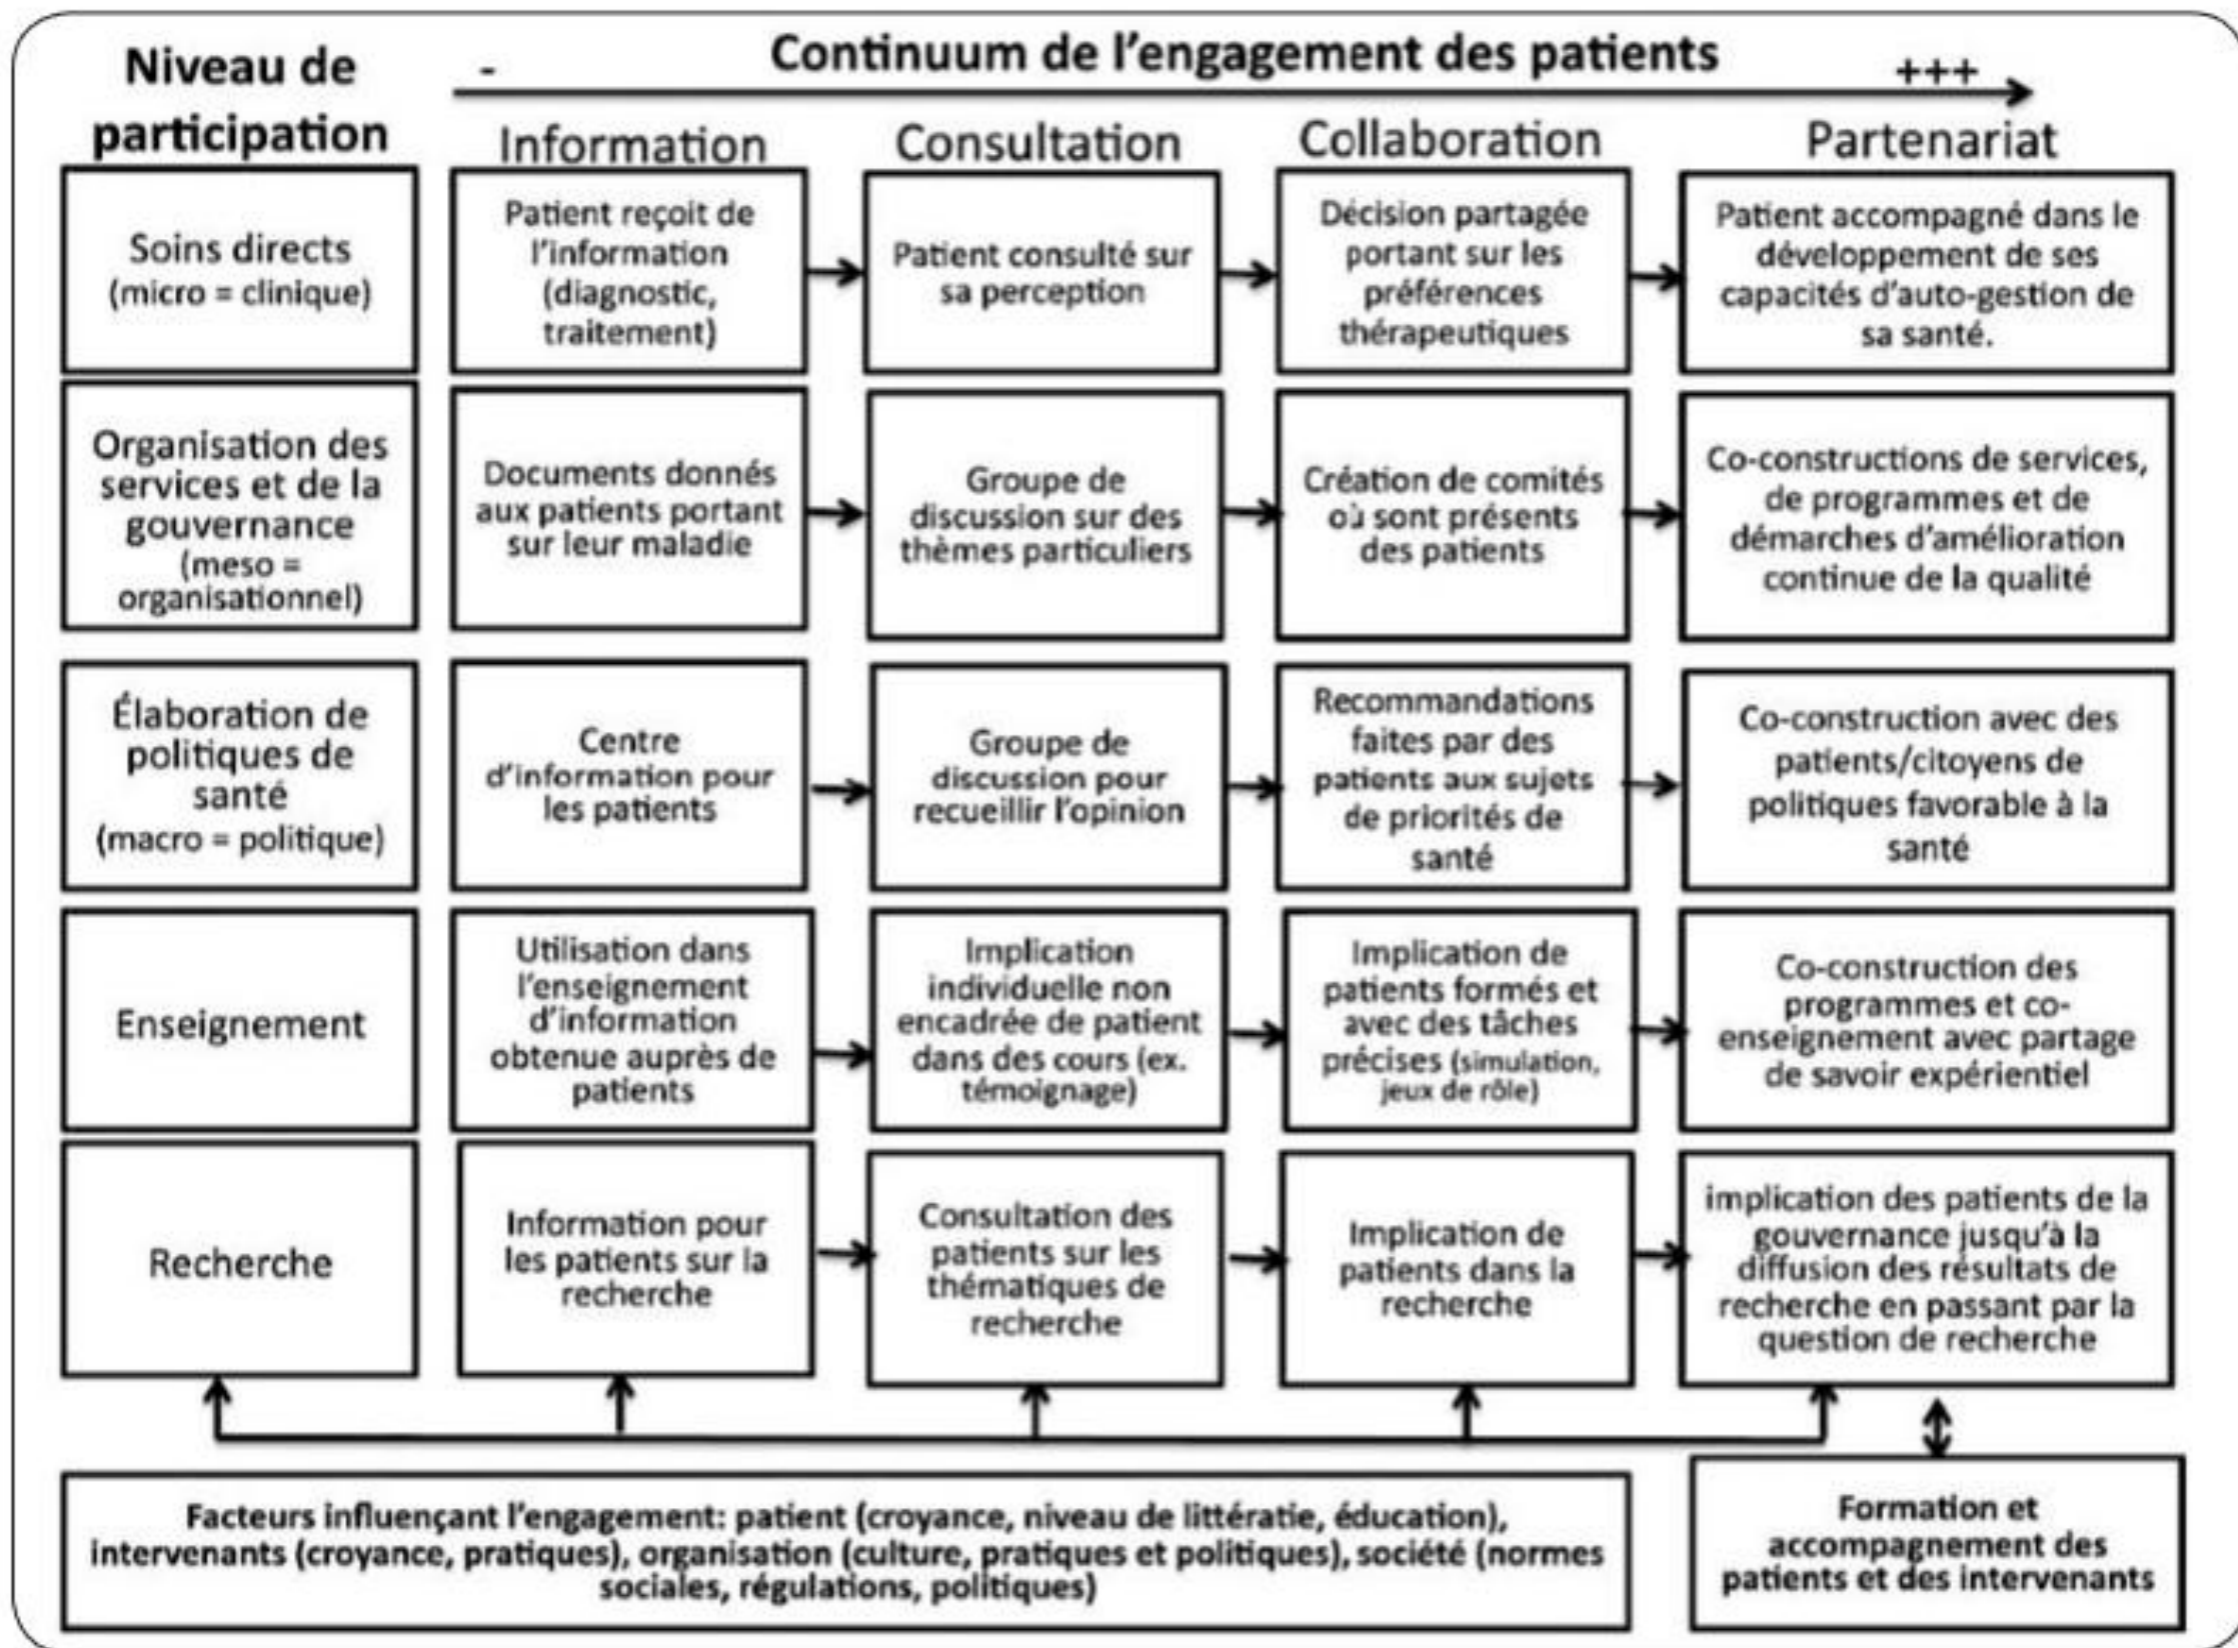 Niveau de
participation
-
Continuum de l'engagement des patients
+++
Information
Consultation
Collaboration
Partenariat
Soins directs
(micro = clinique)
Patient reçoit de
l'information
(diagnostic,
traitement)
Patient consulté sur
sa perception
Décision partagée
portant sur les
préférences
thérapeutiques
Patient accompagné dans le
développement de ses
capacités d'auto-gestion de
sa santé.
Organisation des
services et de la
gouvernance
(meso =
organisationnel)
Documents donnés
aux patients portant
sur leur maladie
Groupe de
discussion sur des
thèmes particuliers
Création de comités
où sont présents
des patients
Co-constructions de services,
de programmes et de
démarches d'amélioration
continue de la qualité
Élaboration de
politiques de
santé
(macro = politique)
Centre
d'information pour
les patients
Groupe de
discussion pour
recueillir l'opinion
Recommandations
faites par des
patients aux sujets
de priorités de
santé
Co-construction avec des
patients/citoyens de
politiques favorable à la
santé
Enseignement
Utilisation dans
l'enseignement
d'information
obtenue auprès de
patients
Implication
individuelle non
encadrée de patient
dans des cours (ex.
témoignage)
Implication de
patients formés et
avec des tâches
précises (simulation,
jeux de rôle)
Co-construction des
programmes et co-
enseignement avec partage
de savoir expérientiel
Recherche
Information pour
les patients sur la
recherche
Consultation des
patients sur les
thématiques de
recherche
Implication de
patients dans la
recherche
implication des patients de la
gouvernance jusqu'à la
diffusion des résultats de
recherche en passant par la
question de recherche
Facteurs influençant l'engagement: patient (croyance, niveau de littératie, éducation),
intervenants (croyance, pratiques), organisation (culture, pratiques et politiques), société (normes
sociales, régulations, politiques)
Formation et
accompagnement des
patients et des intervenants